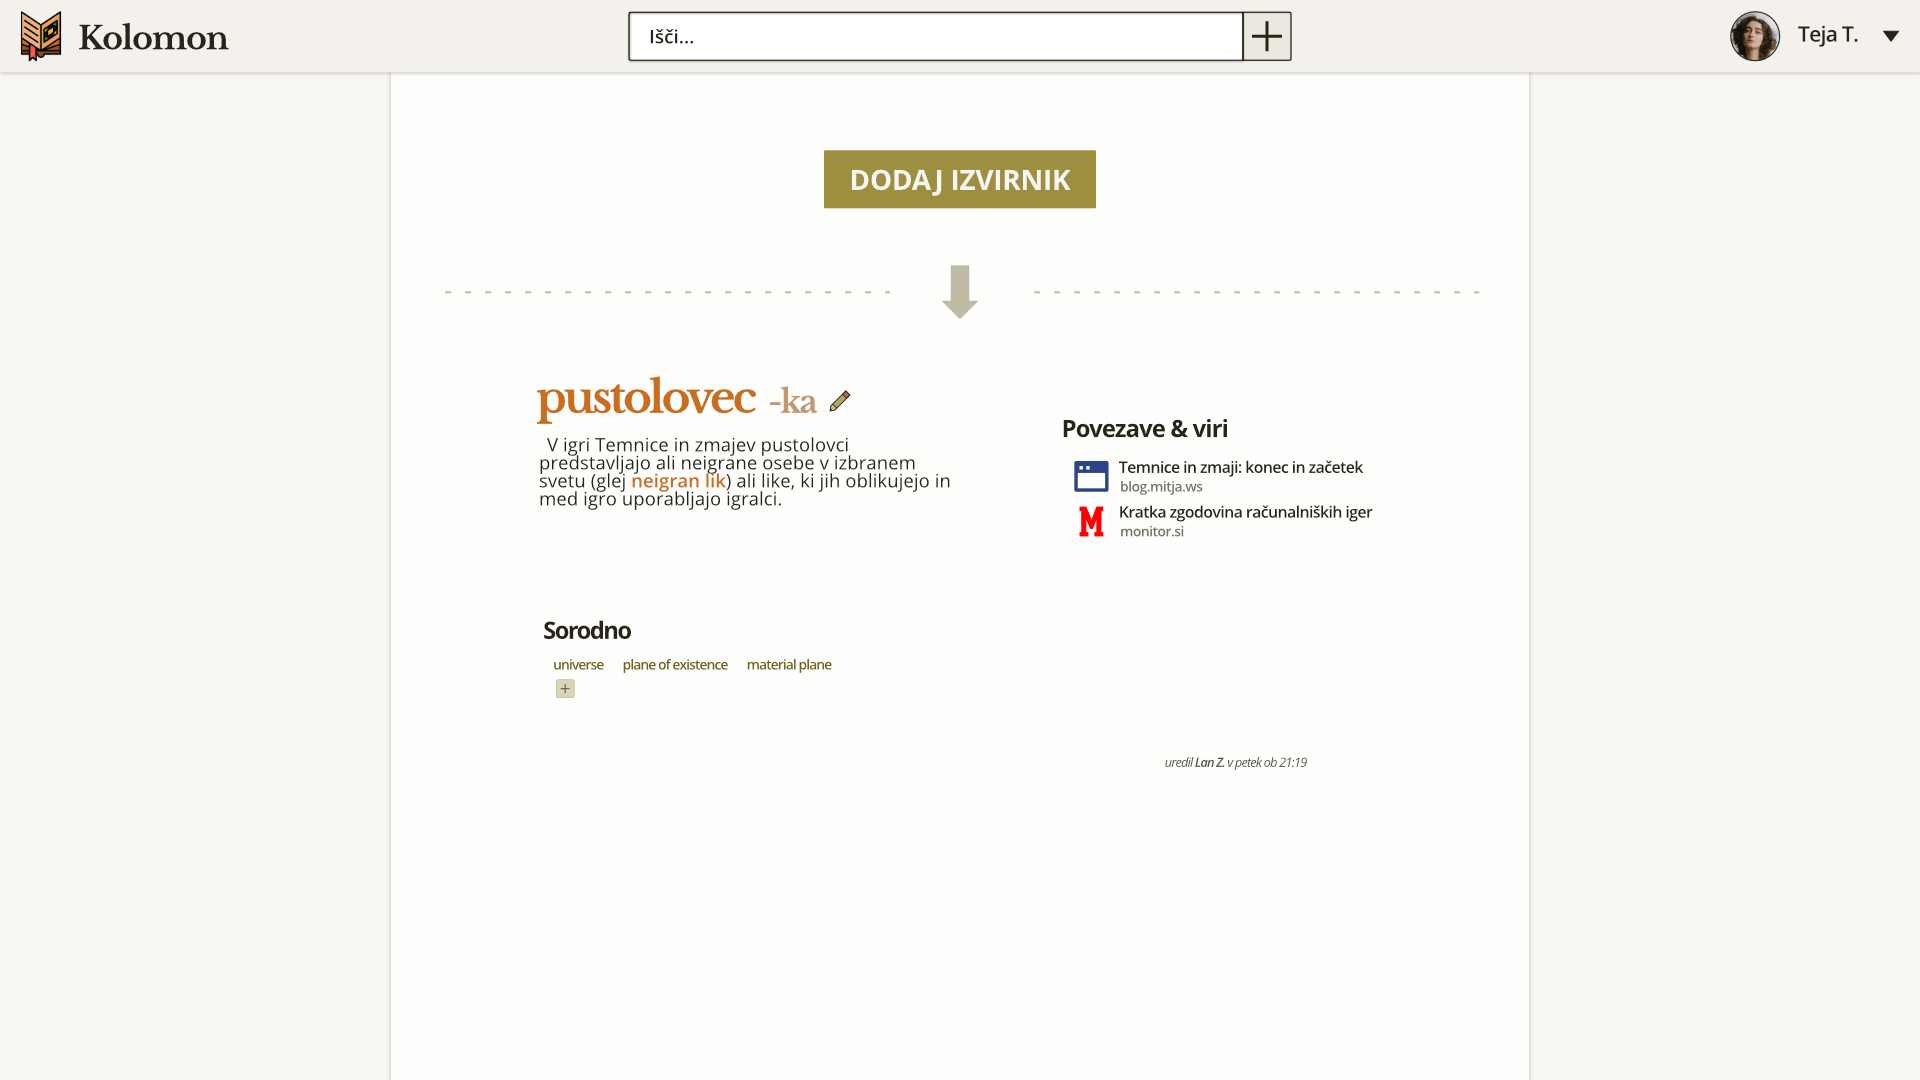 Kolomon
Išči...
Teja T.
DODAJ IZVIRNIK
pustolovec -ka
V igri Temnice in zmajev pustolovci
predstavljajo ali neigrane osebe v izbranem
svetu (glej neigran lik) ali like, ki jih oblikujejo in
med igro uporabljajo igralci.
Povezave & viri
Temnice in zmaji: konec in začetek
blog.mitja.ws
M
Kratka zgodovina računalniških iger
monitor.si
Sorodno
universe plane of existence material plane
+
uredil Lan Z. v petek ob 21:19